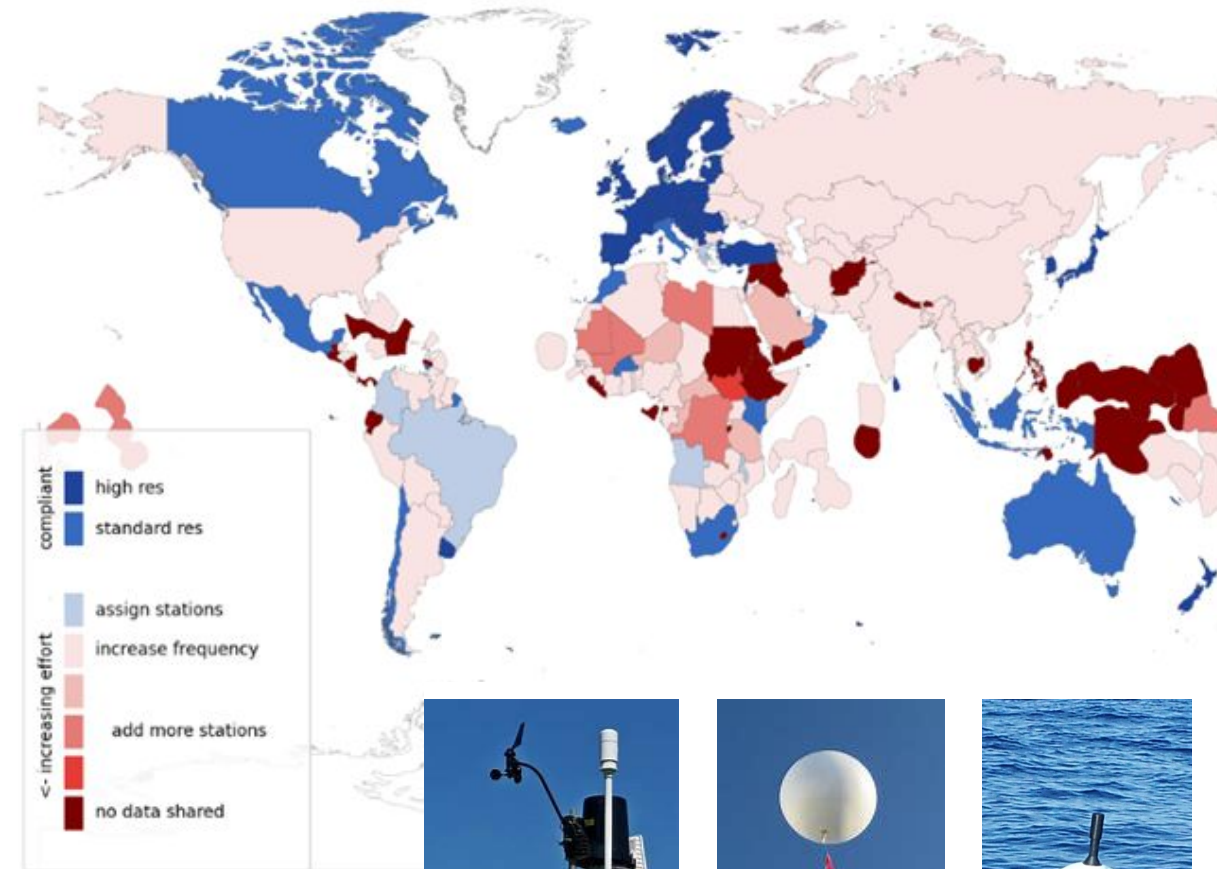 compliant
high res
standard res
<- increasing effort
assign stations
increase frequency
add more stations
no data shared